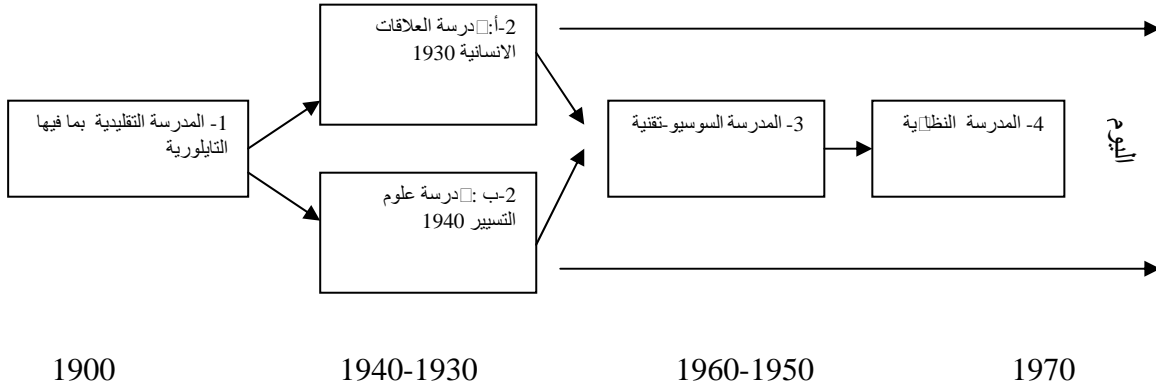 2-أ: مدرسة العلاقات
الانسانية 1930
1- المدرسة التقليدية بما فيها
التايلورية
2-ب: مدرسة علوم
التسيير 1940
3- المدرسة السوسيو-تقنية
4- المدرسة النظامية
اليوم
1900
1940-1930
1960-1950
1970